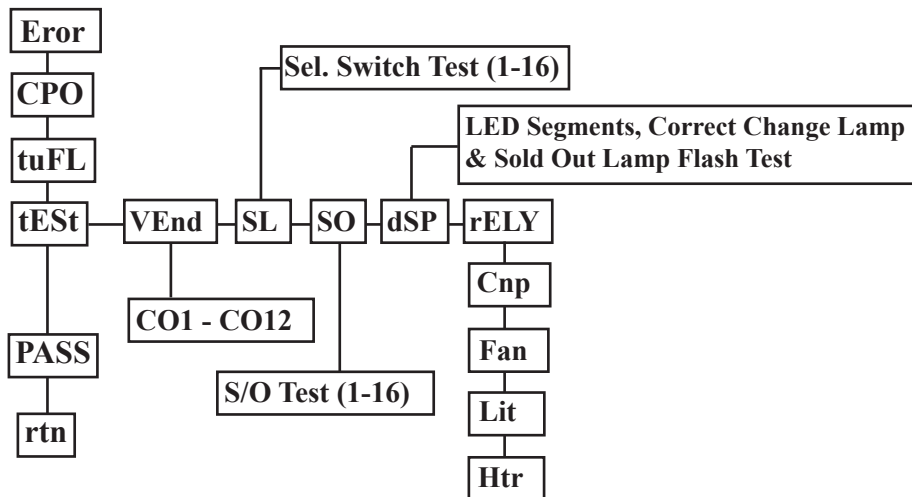 Eror
CPO
tuFL
tESt
VEnd
SL
SO
dSP
rELY
Sel. Switch Test (1-16)
LED Segments, Correct Change Lamp
& Sold Out Lamp Flash Test
CO1 - CO12
S/O Test (1-16)
Cnp
Fan
Lit
Htr
PASS
rtn